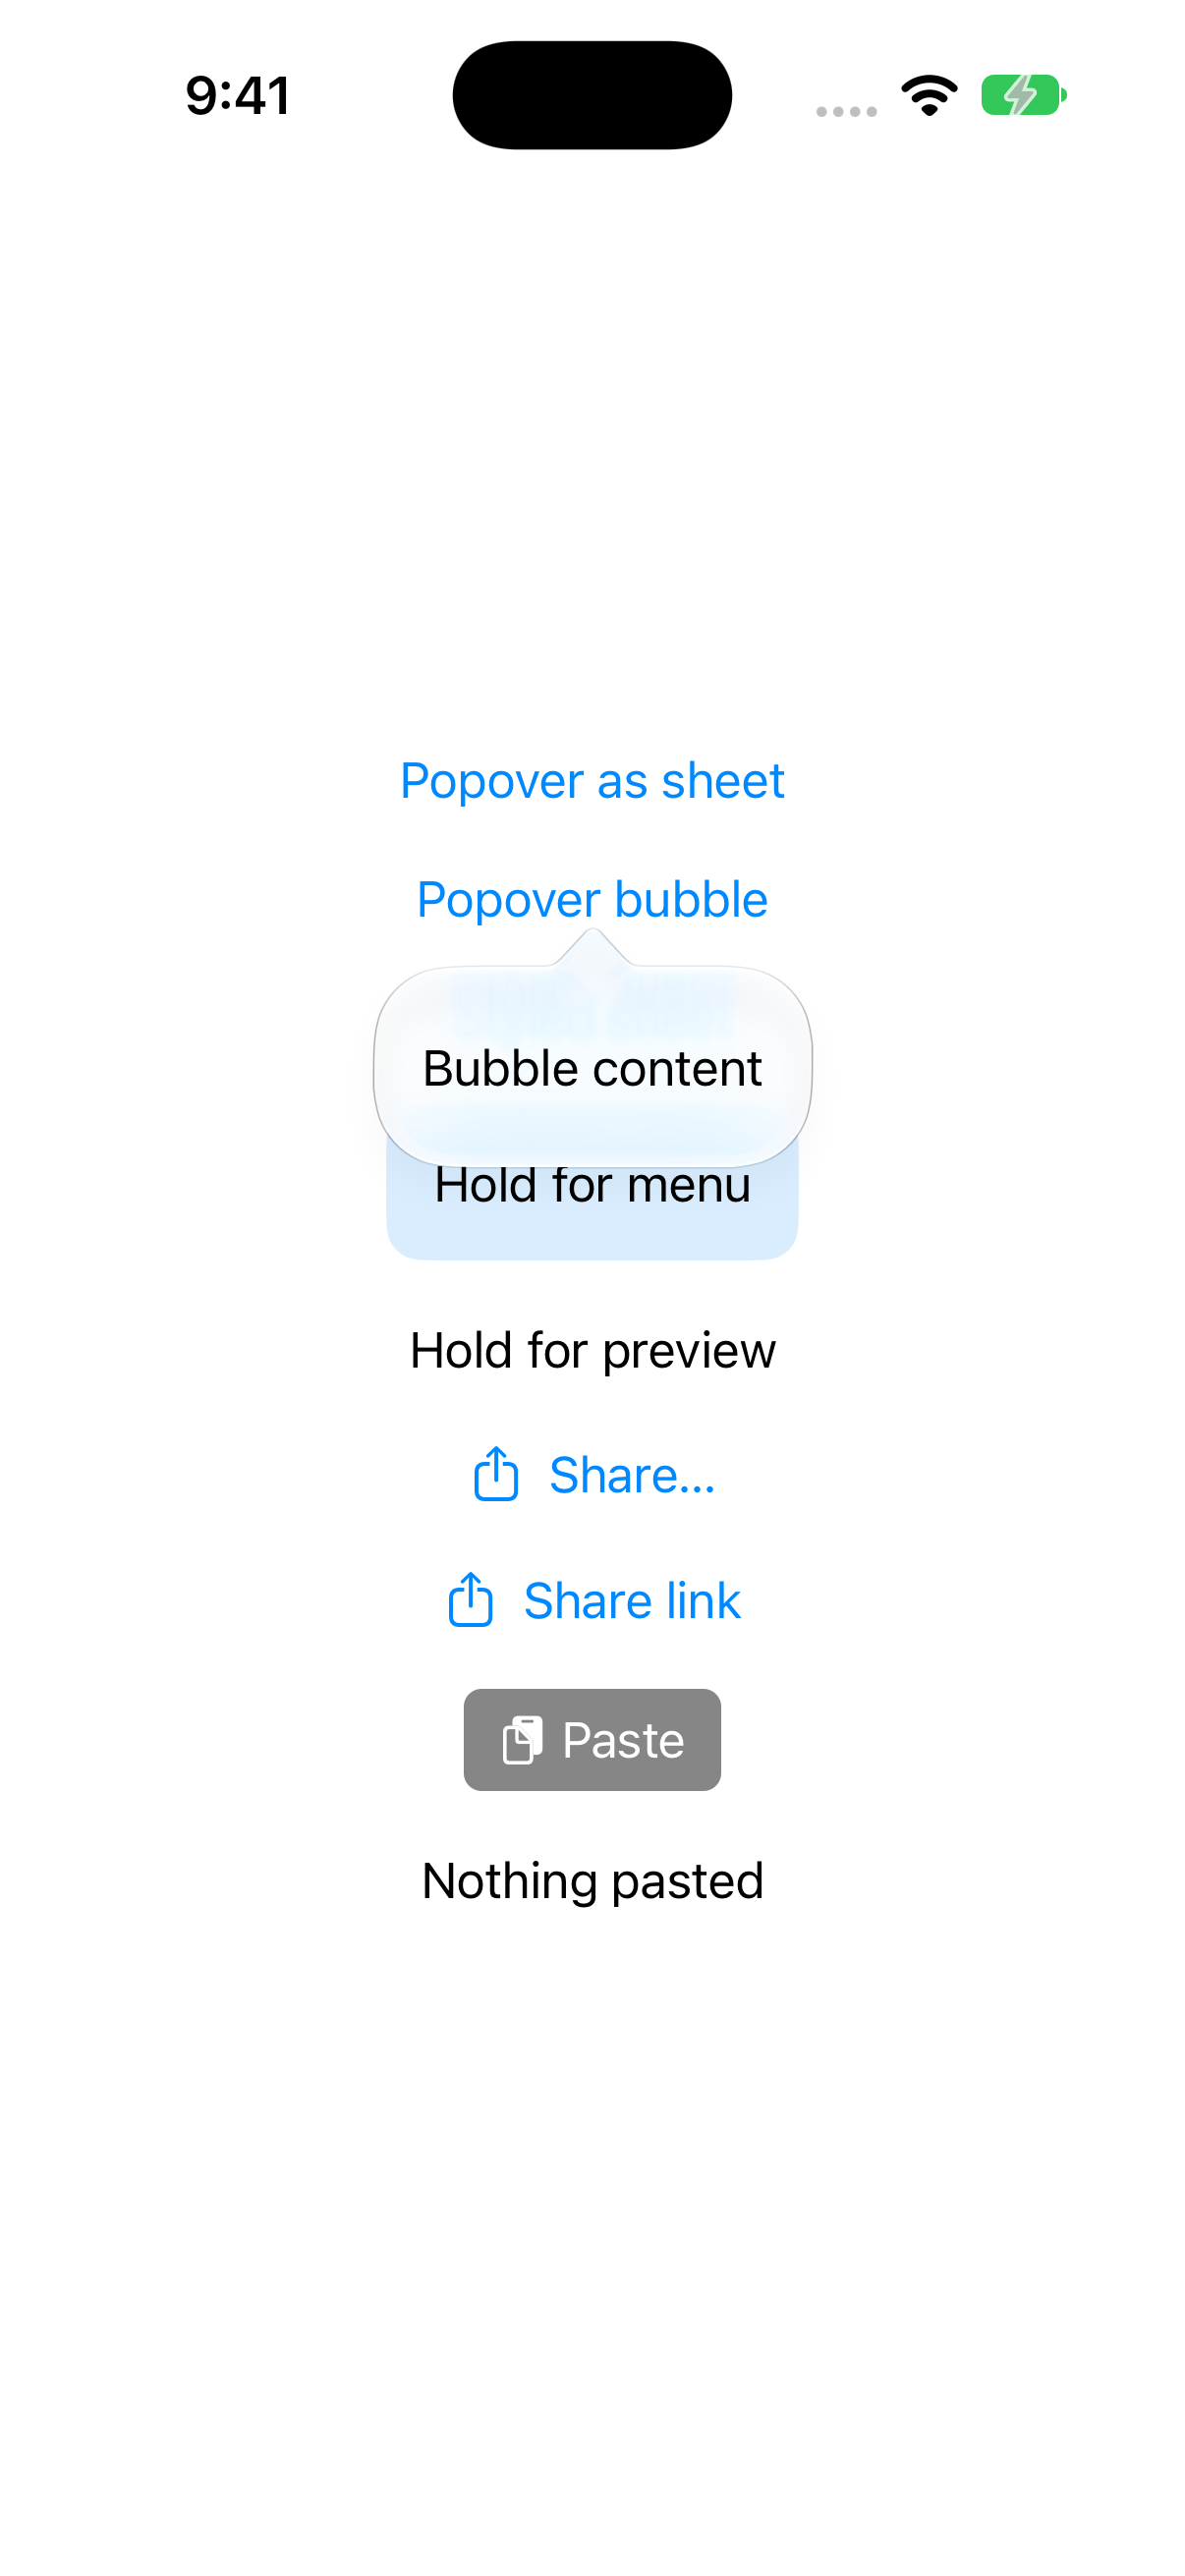 9:41
Popover as sheet
Popover bubble
Bubble content
Hold for menu
Hold for preview
Share...
Share link
Paste
Nothing pasted